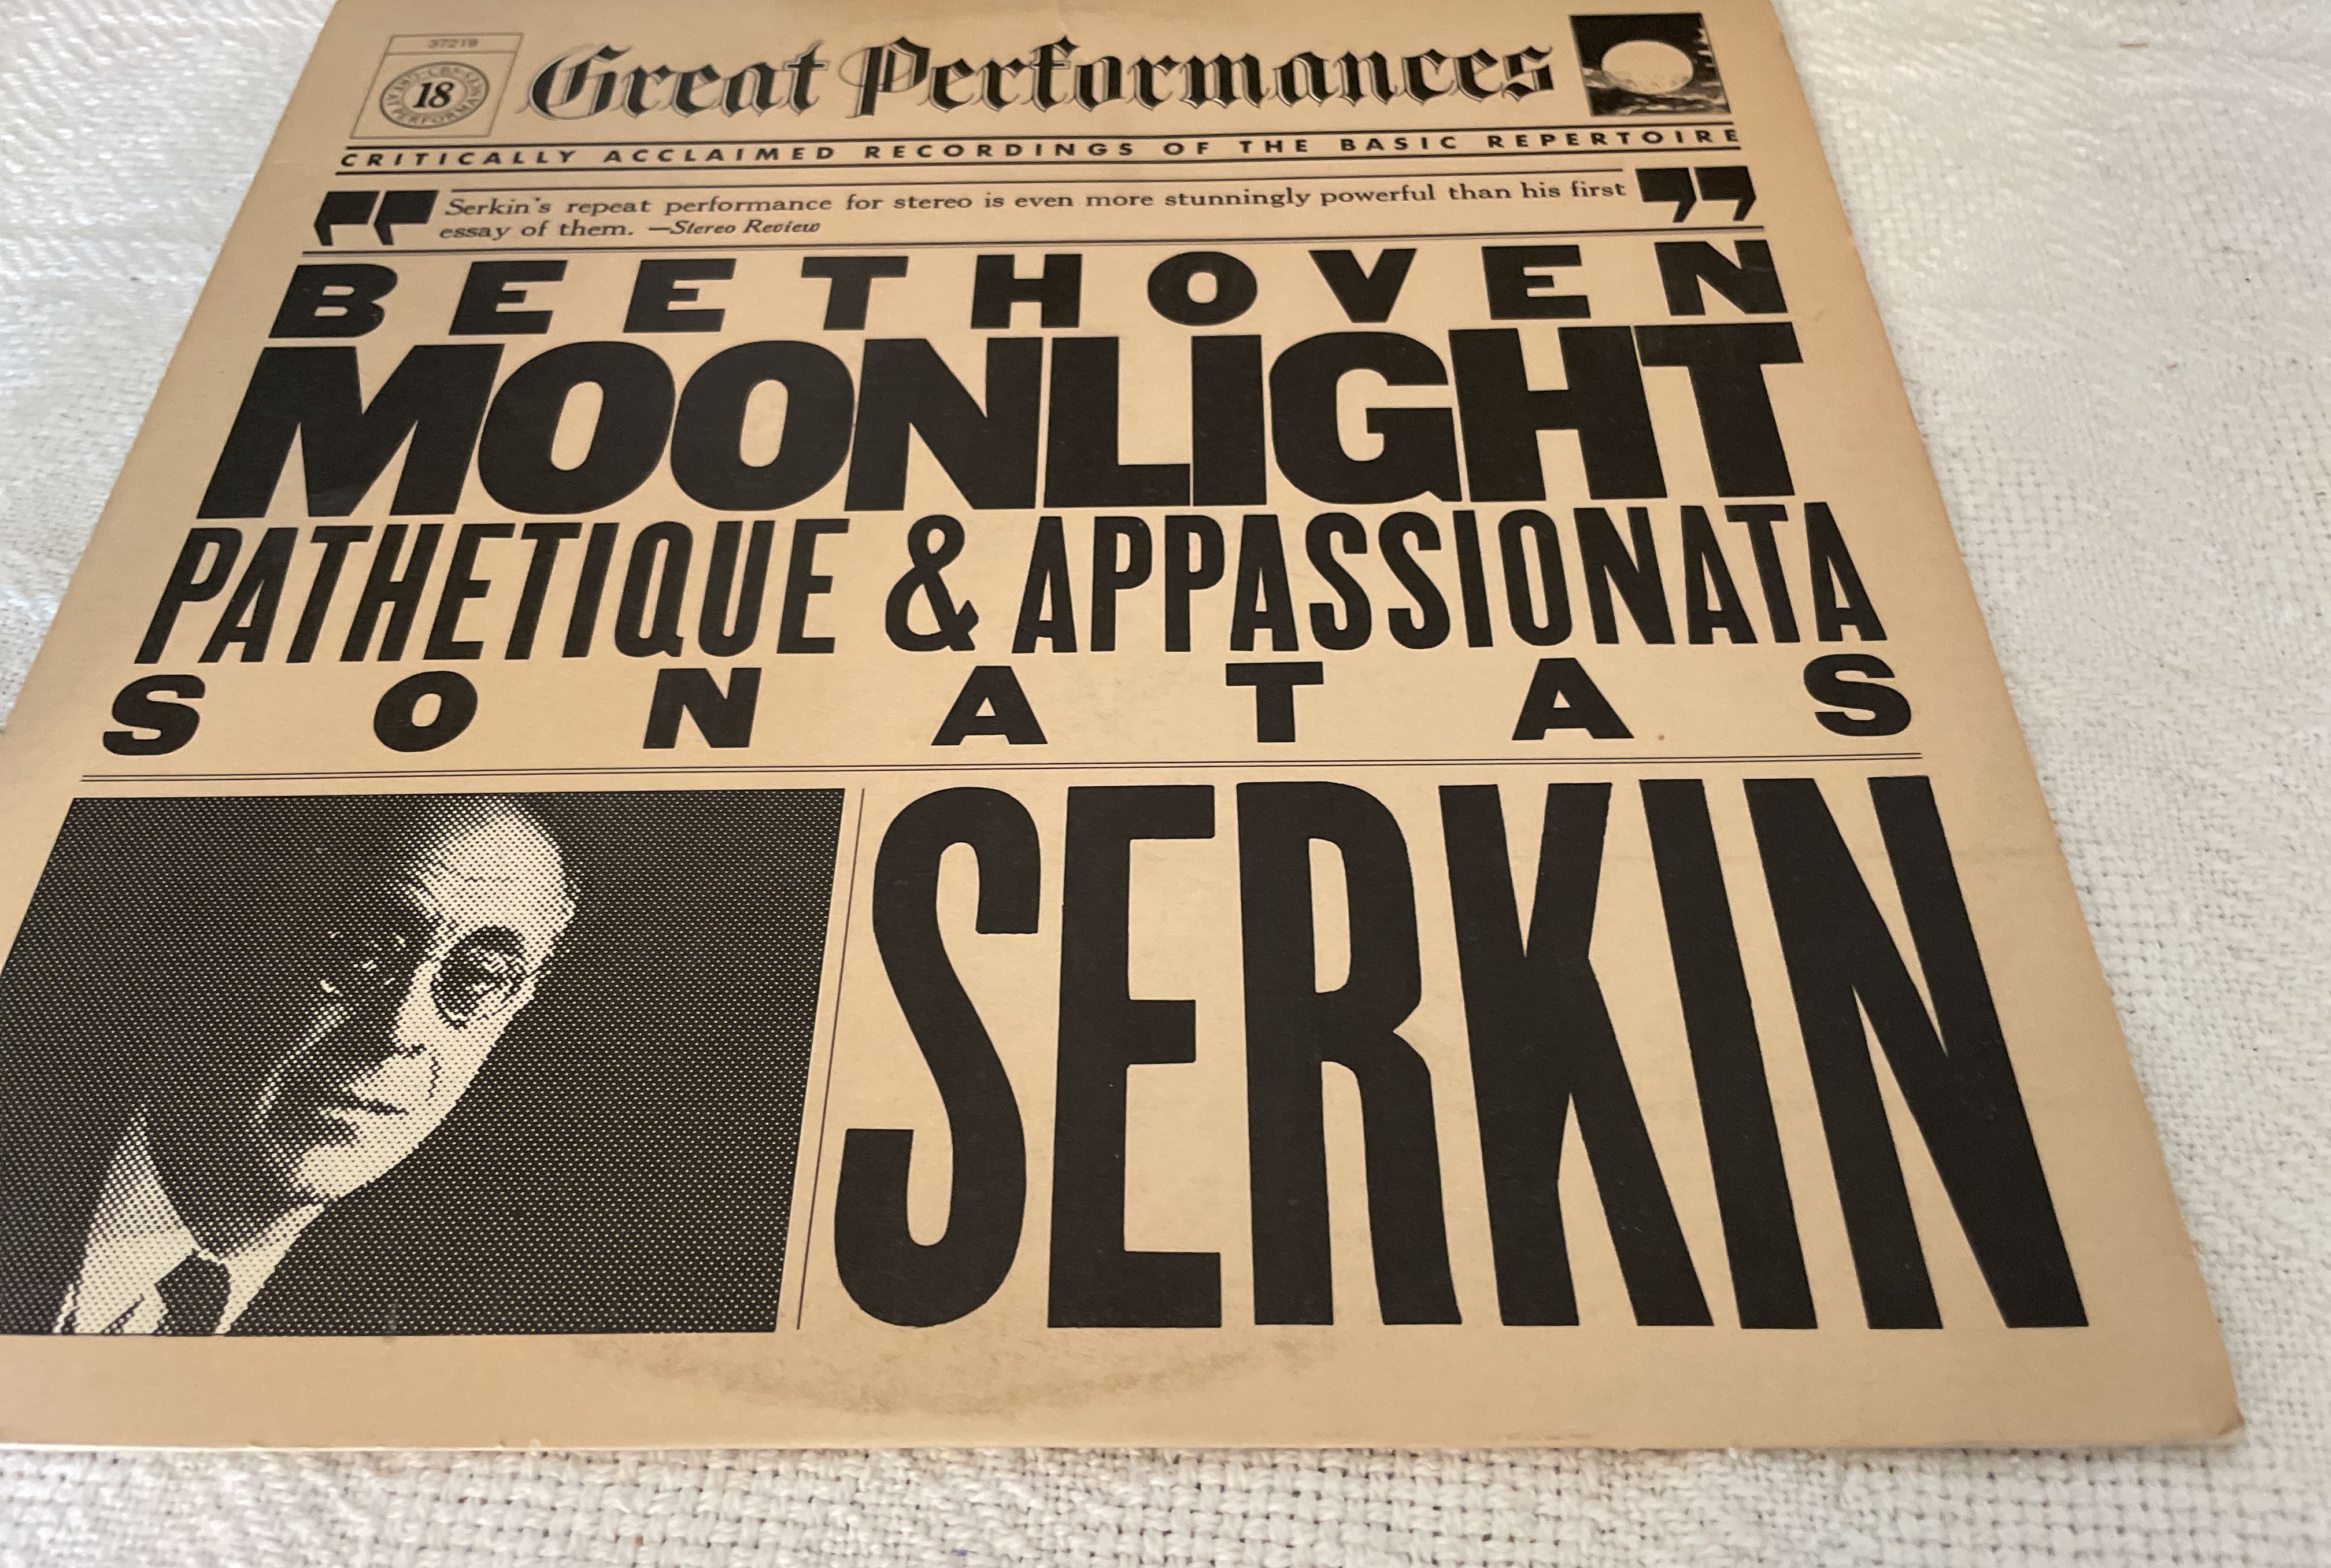 37219
18
Great Performances
CRITICALLY ACCLAIMED RECORDINGS OF THE BASIC REPERTOIRE
“Serkin's repeat performance for stereo is even more stunningly powerful than his first
essay of them. —Stereo Review”
BEETHOVEN
MOONLIGHT
PATHETIQUE & APPASSIONATA
SONATAS
SERKIN